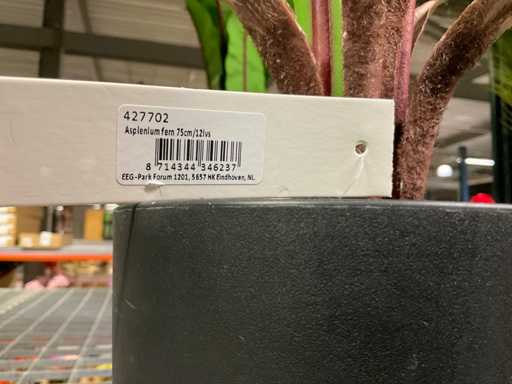 427702
Asplenium fern 75cm/12lvs
8 714344 346237
EEG-Park Forum 1201, 5657 HK Eindhoven, NL